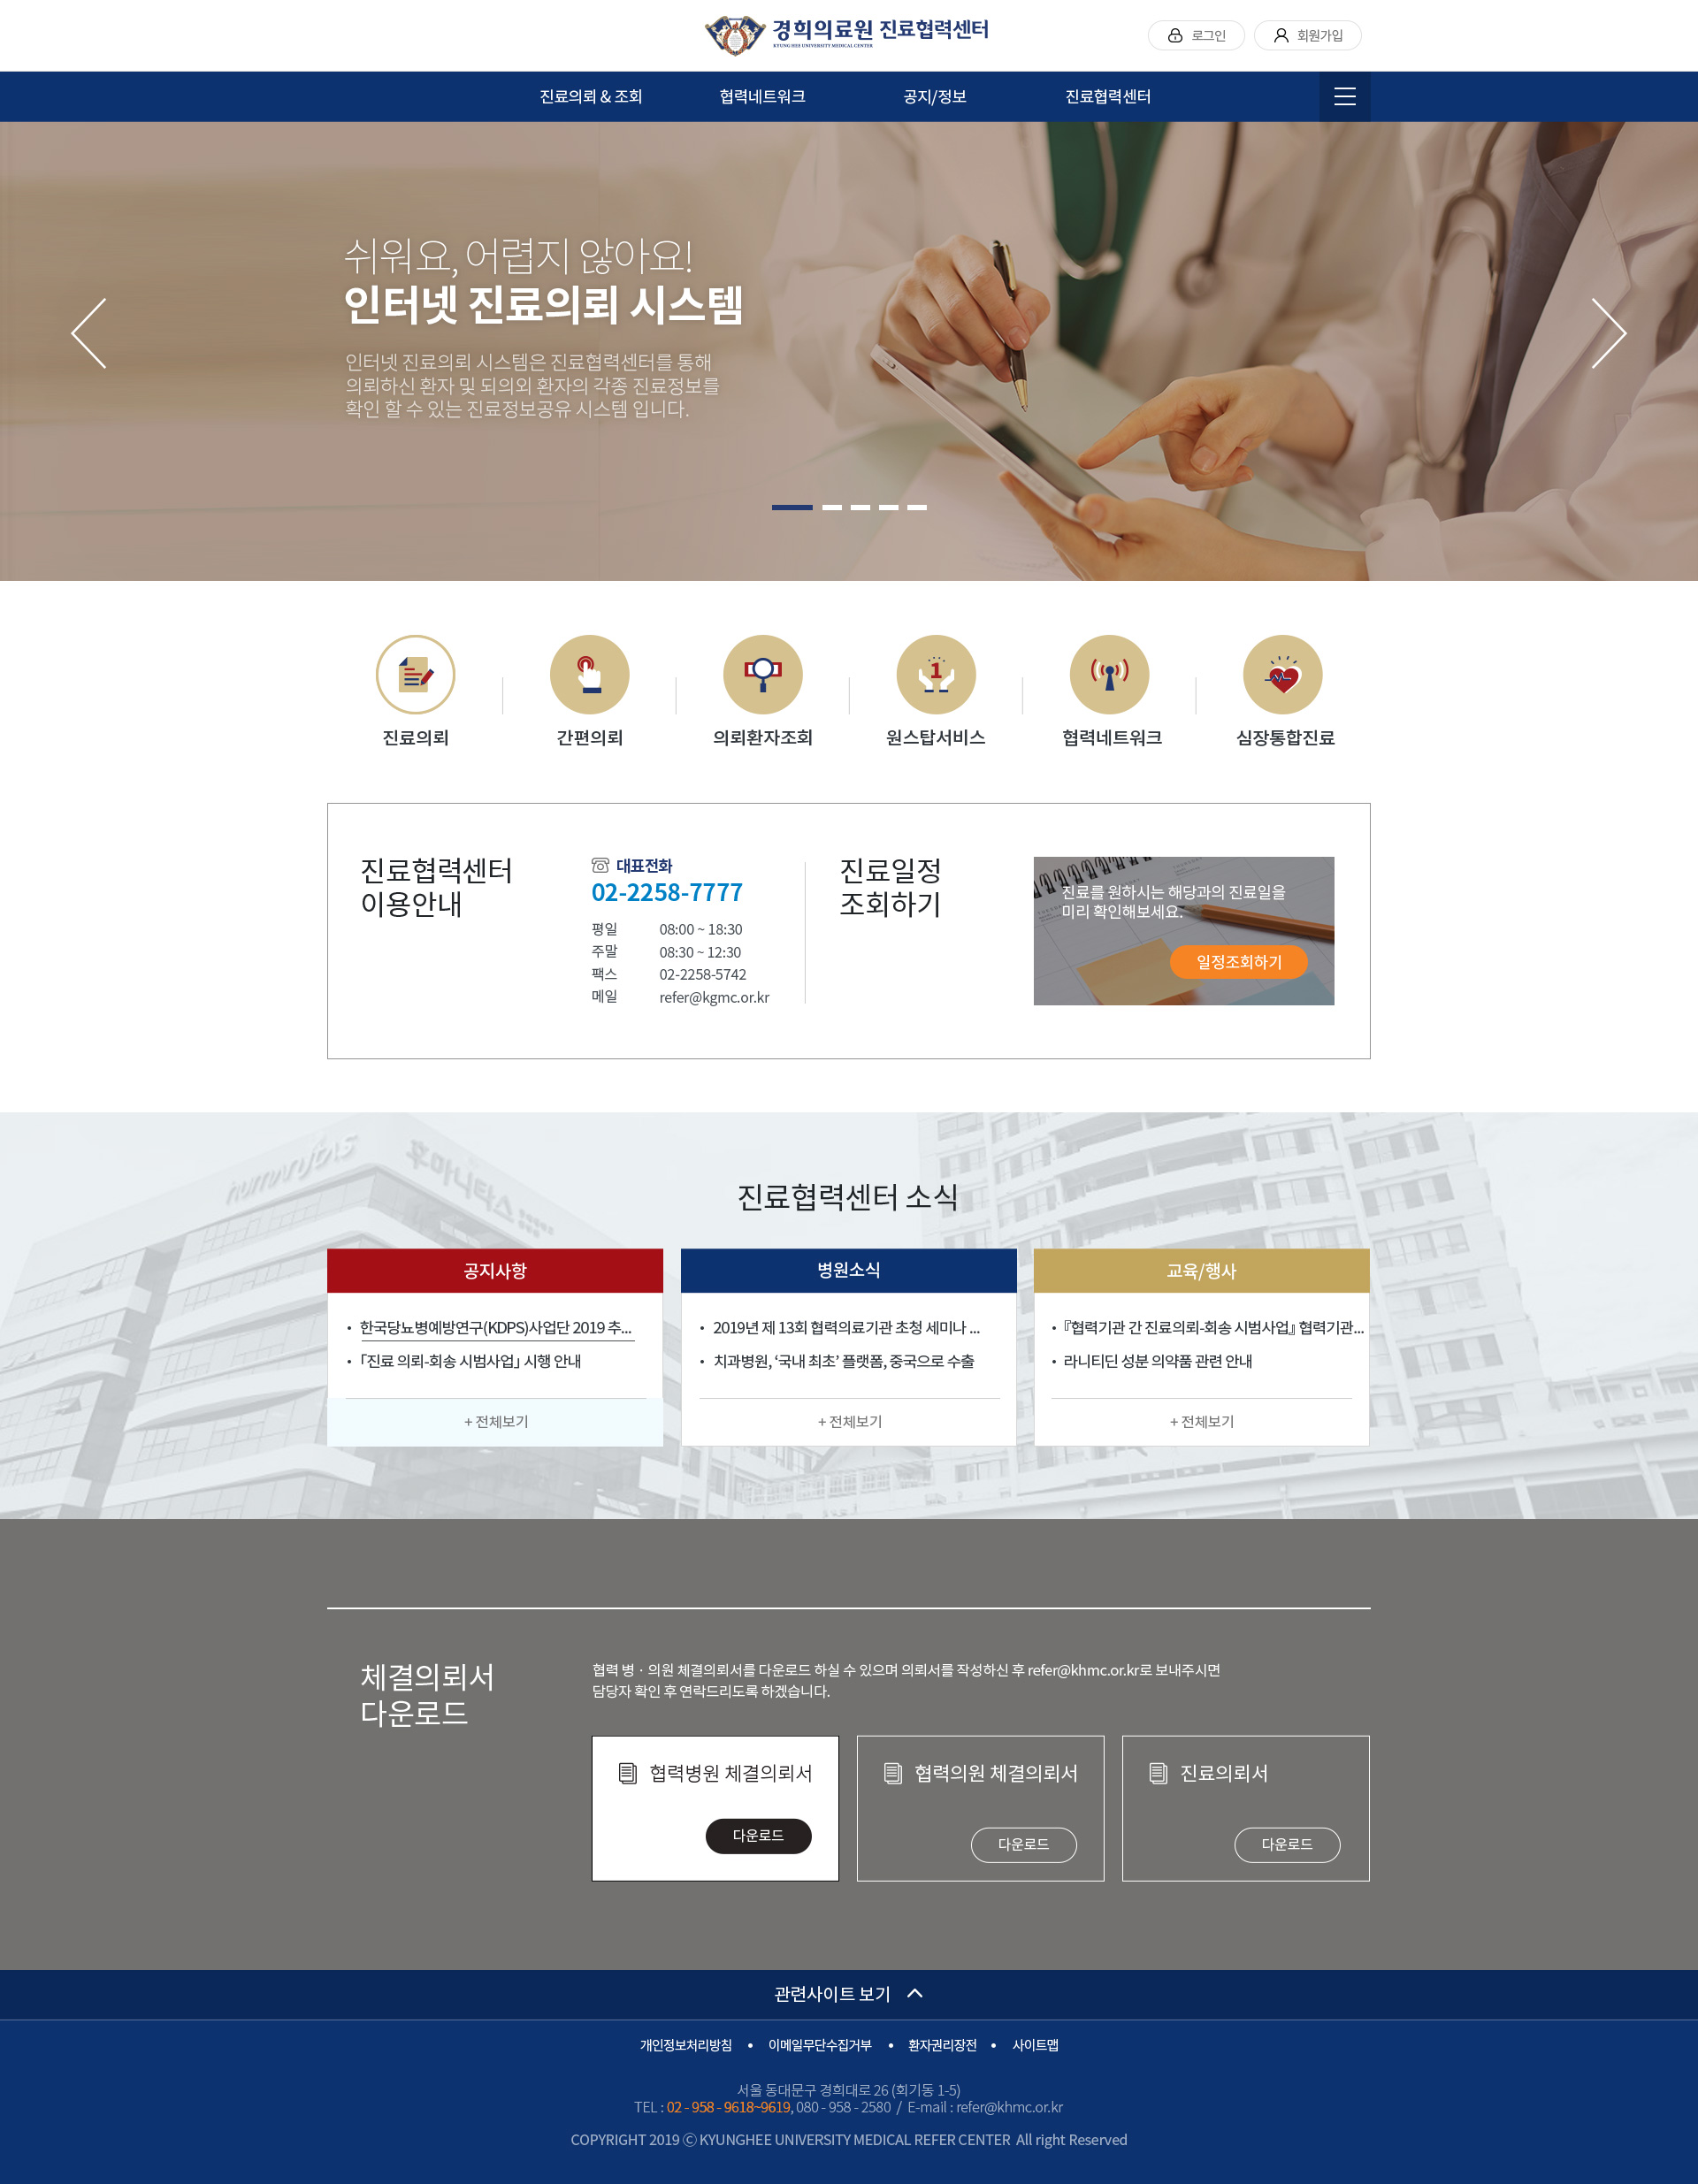 경희의료원 진료협력센터
KYUNG HEE UNIVERSITY MEDICAL CENTER
로그인
회원가입
진료의뢰 & 조회
협력네트워크
공지/정보
진료협력센터
쉬워요, 어렵지 않아요!
인터넷 진료의뢰 시스템
인터넷 진료의뢰 시스템은 진료협력센터를 통해
의뢰하신 환자 및 되의외 환자의 각종 진료정보를
확인 할 수 있는 진료정보공유 시스템 입니다.
진료의뢰
간편의뢰
의뢰환자조회
1
원스탑서비스
협력네트워크
심장통합진료
진료협력센터
이용안내
대표전화
02-2258-7777
평일 08:00 ~ 18:30
주말 08:30 ~ 12:30
팩스 02-2258-5742
메일 refer@kgmc.or.kr
진료일정
조회하기
진료를 원하시는 해당과의 진료일을
미리 확인해보세요.
일정조회하기
humanitas
후마니타스
진료협력센터 소식
공지사항
• 한국당뇨병예방연구(KDPS)사업단 2019 추...
• 「진료 의뢰-회송 시범사업」 시행 안내
+ 전체보기
병원소식
• 2019년 제 13회 협력의료기관 초청 세미나 ...
• 치과병원, ‘국내 최초’ 플랫폼, 중국으로 수출
+ 전체보기
교육/행사
• 『협력기관 간 진료의뢰-회송 시범사업』 협력기관...
• 라니티딘 성분 의약품 관련 안내
+ 전체보기
체결의뢰서
다운로드
협력 병 · 의원 체결의뢰서를 다운로드 하실 수 있으며 의뢰서를 작성하신 후 refer@khmc.or.kr로 보내주시면
담당자 확인 후 연락드리도록 하겠습니다.
협력병원 체결의뢰서
다운로드
협력의원 체결의뢰서
다운로드
진료의뢰서
다운로드
관련사이트 보기
개인정보처리방침 • 이메일무단수집거부 • 환자권리장전 • 사이트맵
서울 동대문구 경희대로 26 (회기동 1-5)
TEL : 02 - 958 - 9618~9619, 080 - 958 - 2580 / E-mail : refer@khmc.or.kr
COPYRIGHT 2019 ⓒ KYUNGHEE UNIVERSITY MEDICAL REFER CENTER All right Reserved